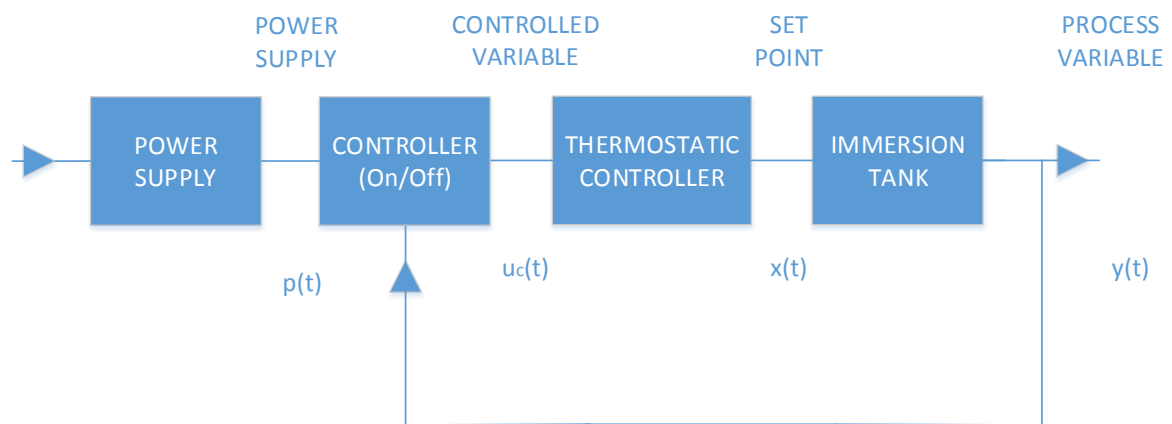 POWER
SUPPLY
CONTROLLED
VARIABLE
SET
POINT
PROCESS
VARIABLE
POWER
SUPPLY
CONTROLLER
(On/Off)
THERMOSTATIC
CONTROLLER
IMMERSION
TANK
p(t)
uc(t)
x(t)
y(t)